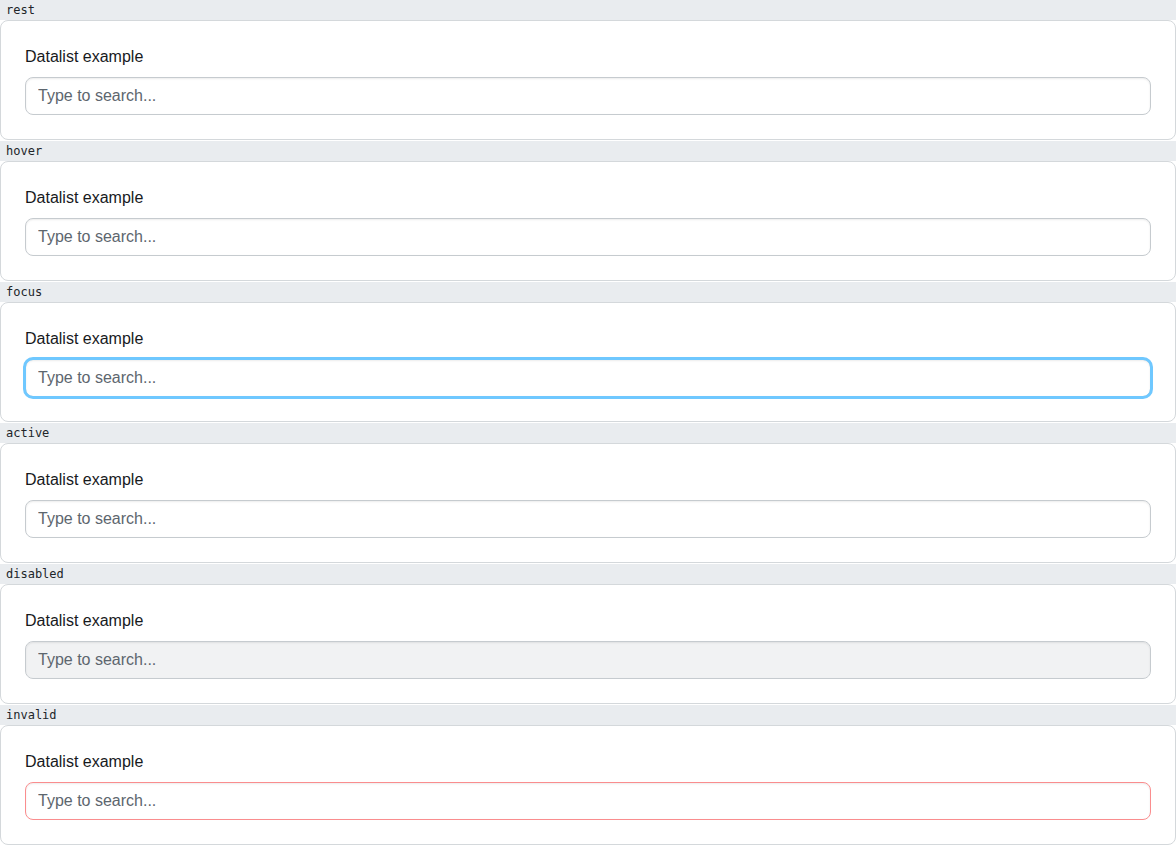 rest
Datalist example
Type to search...
hover
Datalist example
Type to search...
focus
Datalist example
Type to search...
active
Datalist example
Type to search...
disabled
Datalist example
Type to search...
invalid
Datalist example
Type to search...